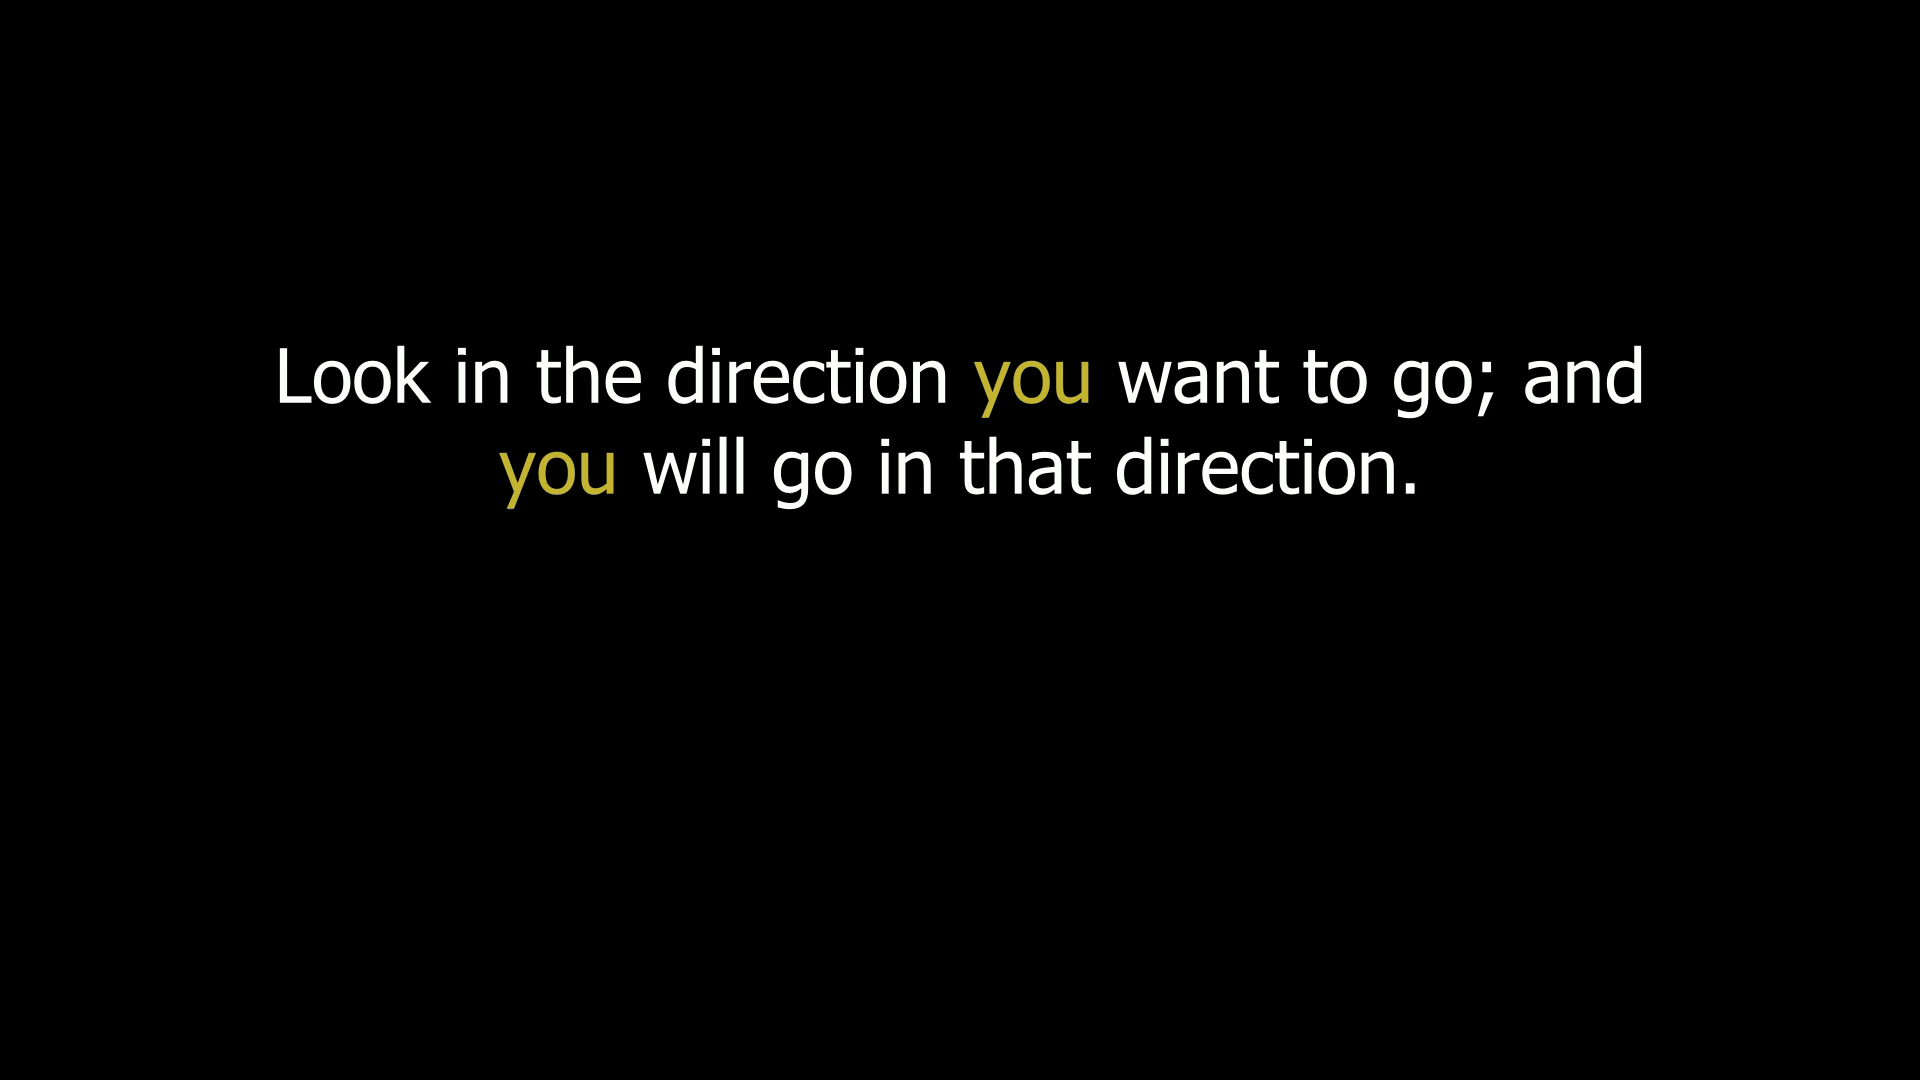 Look in the direction you want to go; and
you will go in that direction.